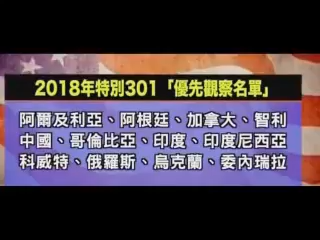 2018年特別301「優先觀察名單」
阿爾及利亞、阿根廷、加拿大、智利
中國、哥倫比亞、印度、印度尼西亞
科威特、俄羅斯、烏克蘭、委內瑞拉